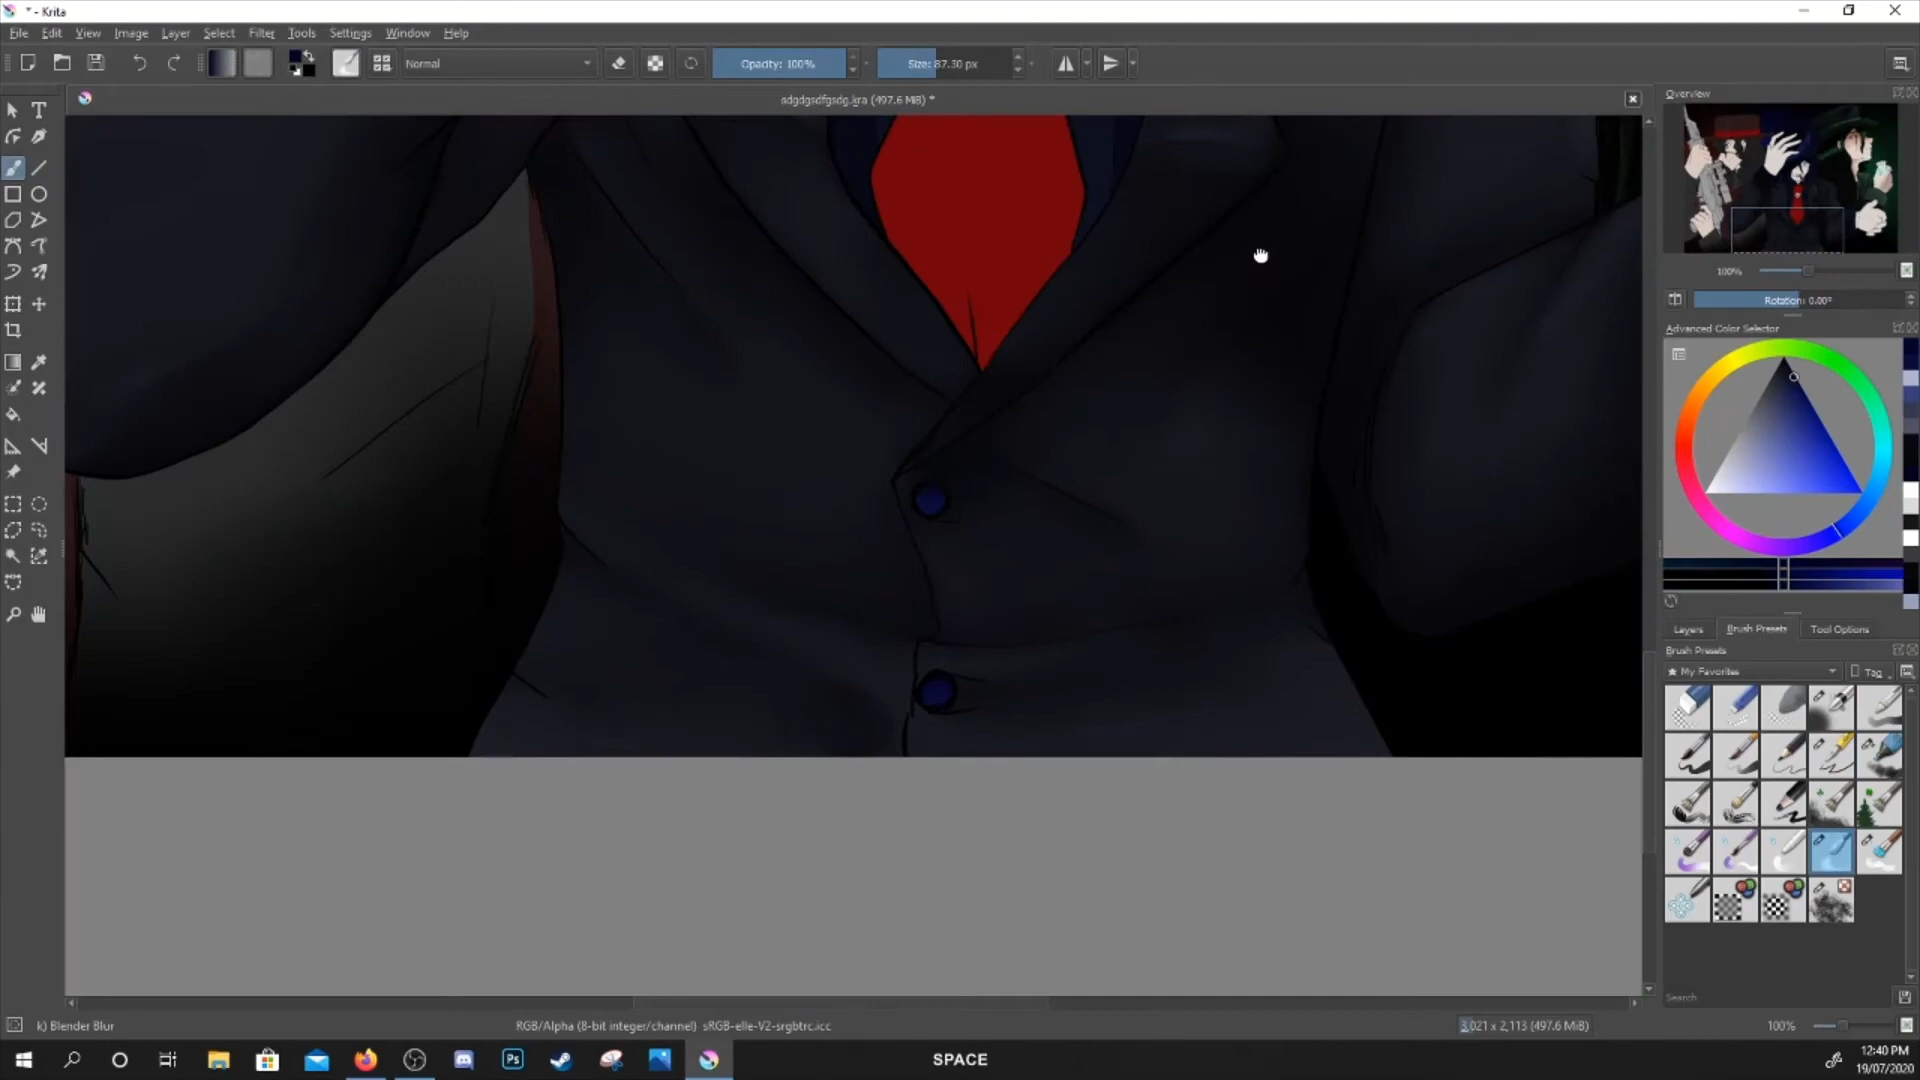 * - Krita
File Edit View Image Layer Select Filter Tools Settings Window Help
Normal Opacity: 100% Size: 87.30 px
sdgdgsdfgsdg.kra (497.6 MiB) *
Overview
100%
Rotation: 0.00°
Advanced Color Selector
Layers Brush Presets Tool Options
Brush Presets
★ My Favorites Tag
Search
k) Blender Blur RGB/Alpha (8-bit integer/channel) sRGB-elle-V2-srgbtrc.icc 3,021 x 2,113 (497.6 MiB) 100%
Ps SPACE 12:40 PM
19/07/2020